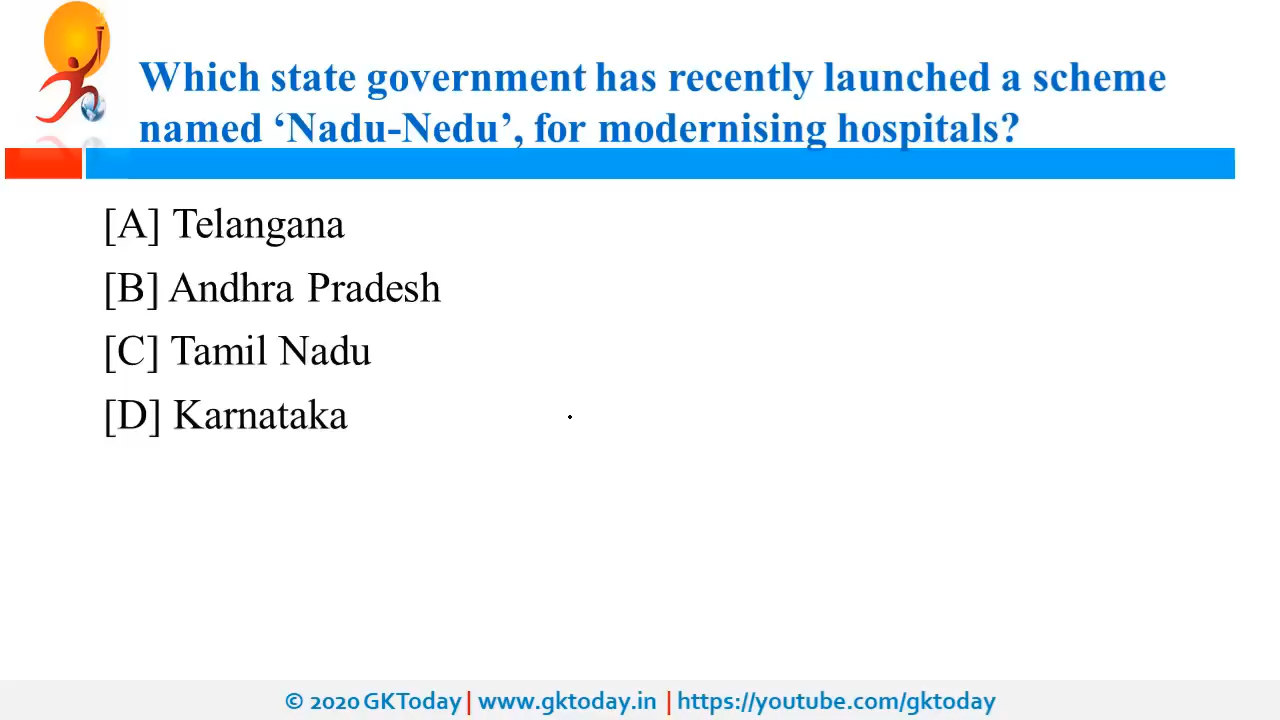 Which state government has recently launched a scheme
named ‘Nadu-Nedu’, for modernising hospitals?
[A] Telangana
[B] Andhra Pradesh
[C] Tamil Nadu
[D] Karnataka
© 2020 GKToday | www.gktoday.in | https://youtube.com/gktoday